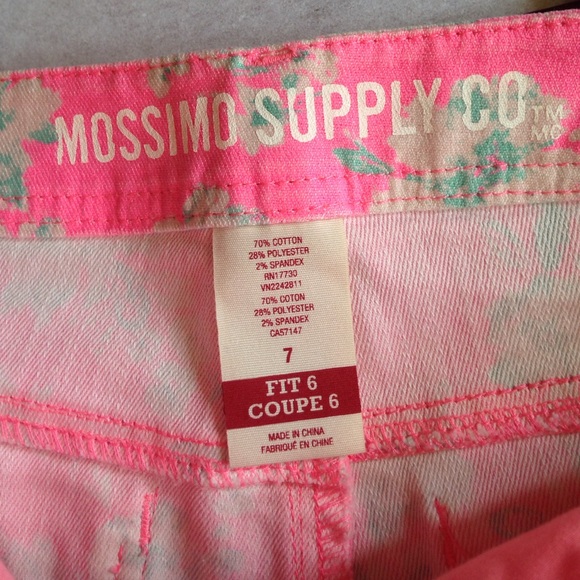 MOSSIMO SUPPLY CO TM MC
70% COTTON
28% POLYESTER
2% SPANDEX
RN17730
VN2242811
70% COTON
28% POLYESTER
2% SPANDEX
CA57147
7
FIT 6
COUPE 6
MADE IN CHINA
FABRIQUÉ EN CHINE